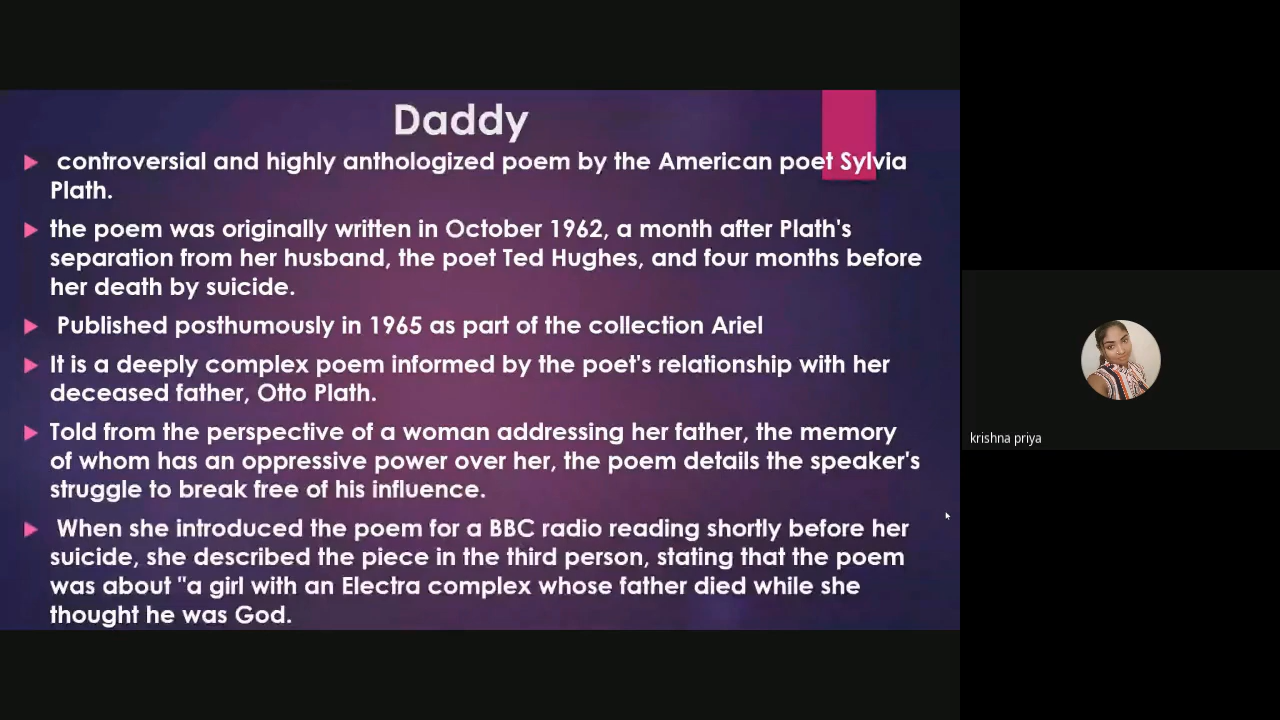 Daddy
controversial and highly anthologized poem by the American poet Sylvia
Plath.
the poem was originally written in October 1962, a month after Plath's
separation from her husband, the poet Ted Hughes, and four months before
her death by suicide.
Published posthumously in 1965 as part of the collection Ariel
It is a deeply complex poem informed by the poet's relationship with her
deceased father, Otto Plath.
Told from the perspective of a woman addressing her father, the memory
of whom has an oppressive power over her, the poem details the speaker's
struggle to break free of his influence.
When she introduced the poem for a BBC radio reading shortly before her
suicide, she described the piece in the third person, stating that the poem
was about "a girl with an Electra complex whose father died while she
thought he was God.
krishna priya